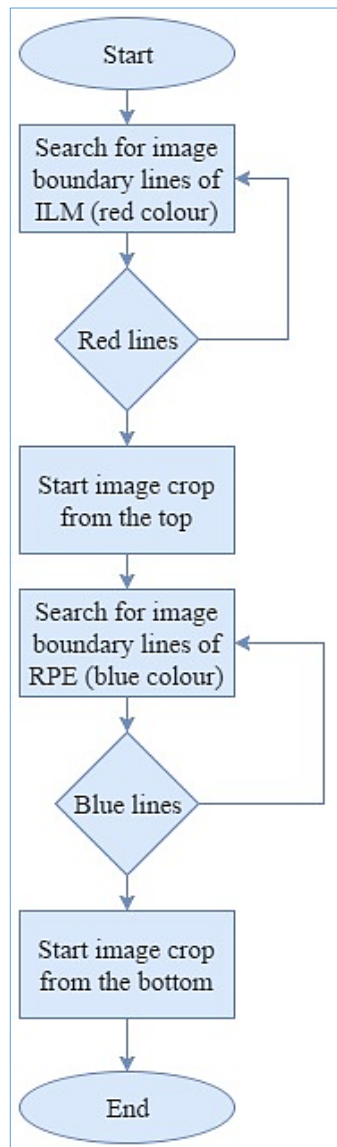 Start
Search for image
boundary lines of
ILM (red colour)
Red lines
Start image crop
from the top
Search for image
boundary lines of
RPE (blue colour)
Blue lines
Start image crop
from the bottom
End